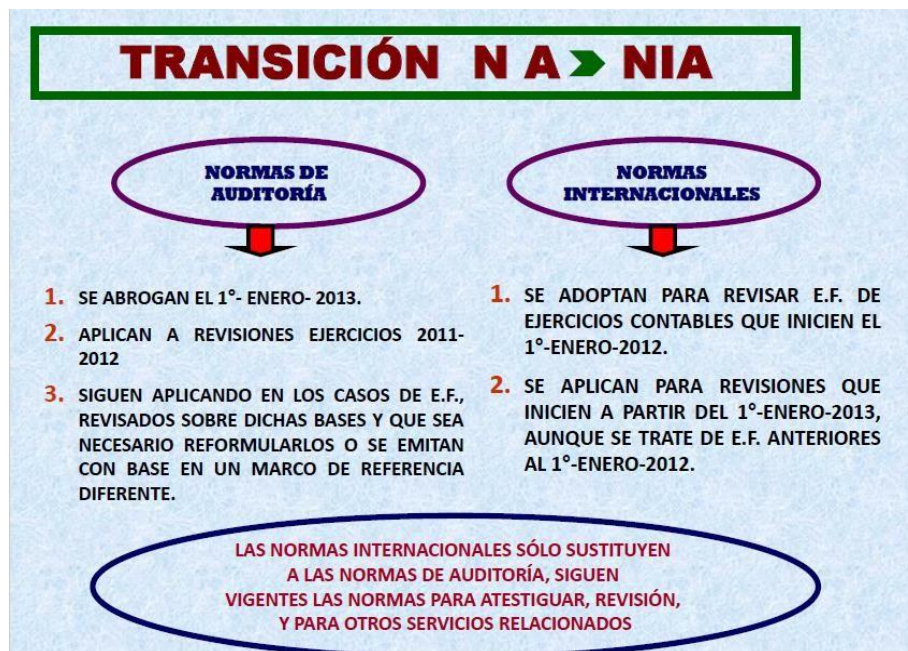 TRANSICIÓN N A > NIA
NORMAS DE
AUDITORÍA
1. SE ABROGAN EL 1°- ENERO- 2013.
2. APLICAN A REVISIONES EJERCICIOS 2011-
2012
3. SIGUEN APLICANDO EN LOS CASOS DE E.F.,
REVISADOS SOBRE DICHAS BASES Y QUE SEA
NECESARIO REFORMULARLOS O SE EMITAN
CON BASE EN UN MARCO DE REFERENCIA
DIFERENTE.
NORMAS
INTERNACIONALES
1. SE ADOPTAN PARA REVISAR E.F. DE
EJERCICIOS CONTABLES QUE INICIEN EL
1°-ENERO-2012.
2. SE APLICAN PARA REVISIONES QUE
INICIEN A PARTIR DEL 1°-ENERO-2013,
AUNQUE SE TRATE DE E.F. ANTERIORES
AL 1°-ENERO-2012.
LAS NORMAS INTERNACIONALES SÓLO SUSTITUYEN
A LAS NORMAS DE AUDITORÍA, SIGUEN
VIGENTES LAS NORMAS PARA ATESTIGUAR, REVISIÓN,
Y PARA OTROS SERVICIOS RELACIONADOS